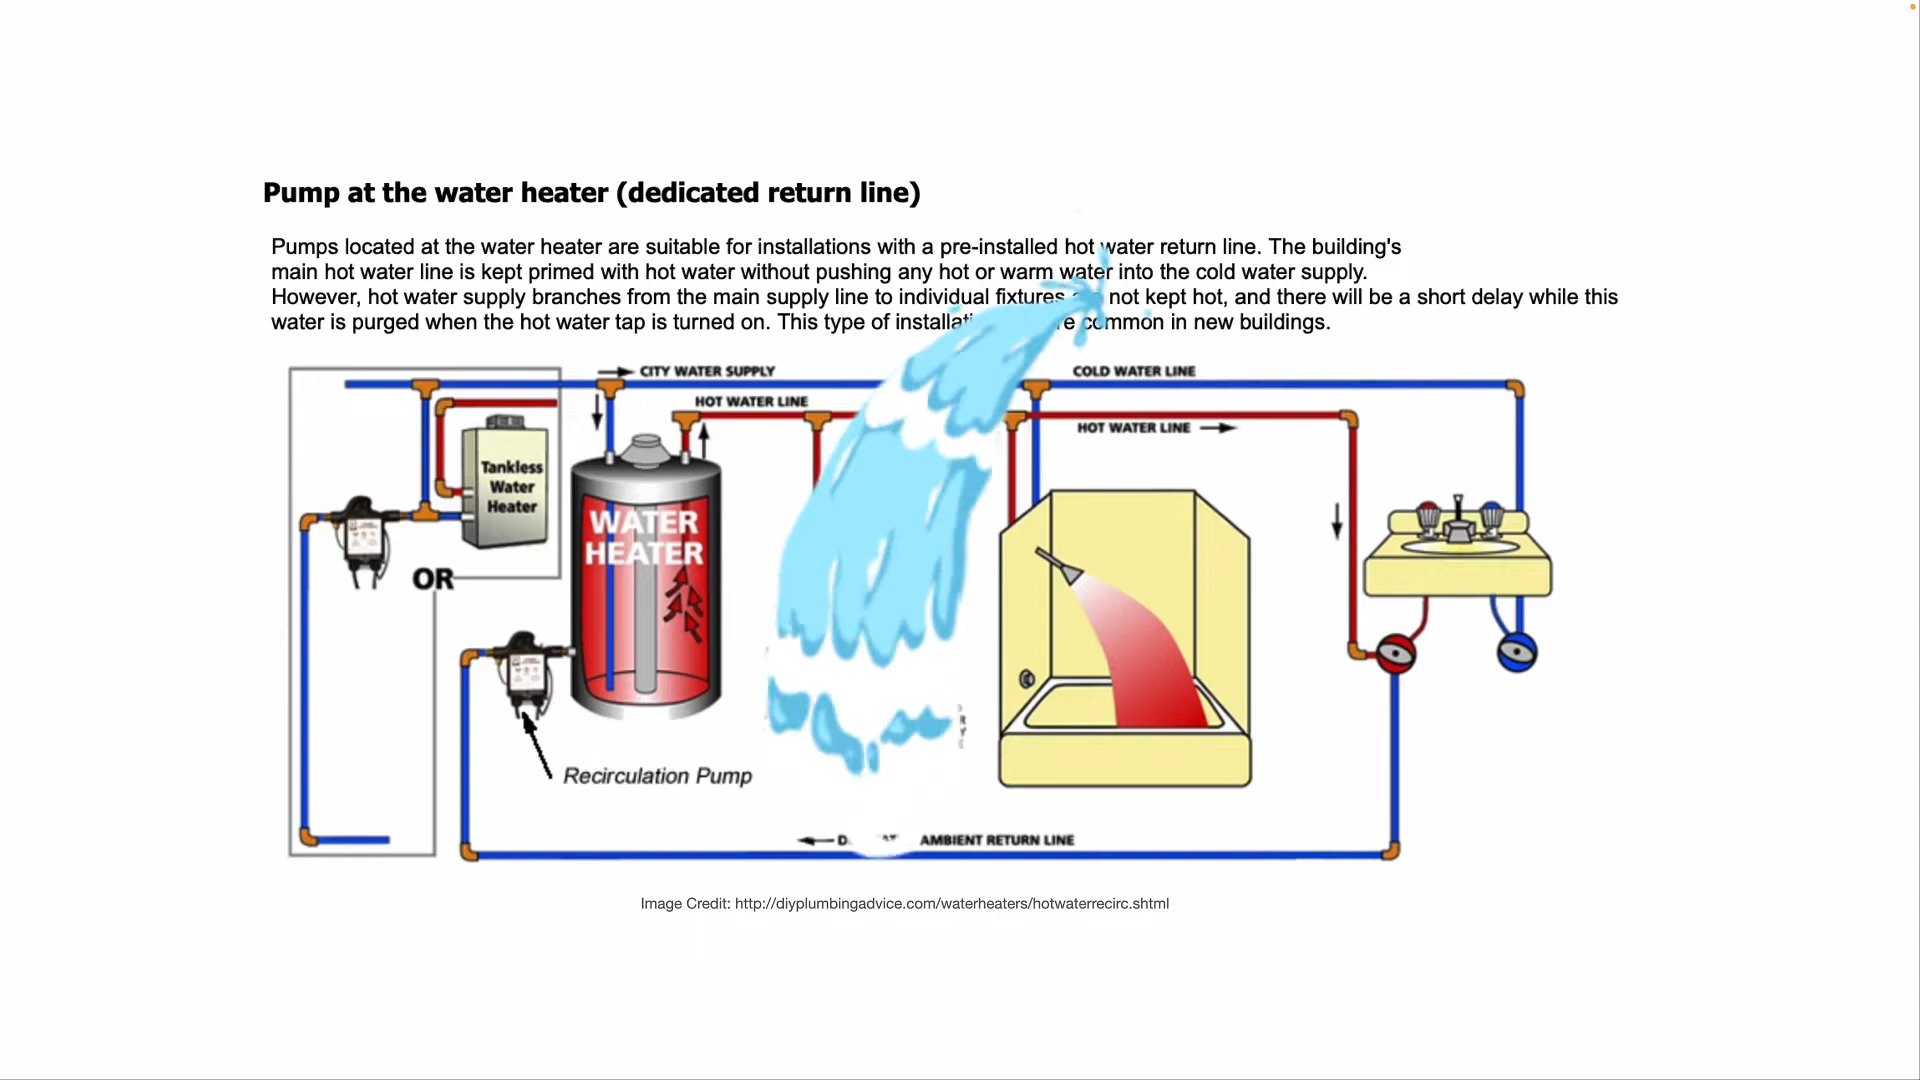 Pump at the water heater (dedicated return line)
Pumps located at the water heater are suitable for installations with a pre-installed hot water return line. The building's
main hot water line is kept primed with hot water without pushing any hot or warm water into the cold water supply.
However, hot water supply branches from the main supply line to individual fixtures not kept hot, and there will be a short delay while this
water is purged when the hot water tap is turned on. This type of common in new buildings.
CITY WATER SUPPLY
COLD WATER LINE
HOT WATER LINE
HOT WATER LINE
Tankless
Water
Heater
WATER
HEATER
OR
Recirculation Pump
AMBIENT RETURN LINE
Image Credit: http://diyplumbingadvice.com/waterheaters/hotwaterrecirc.shtml